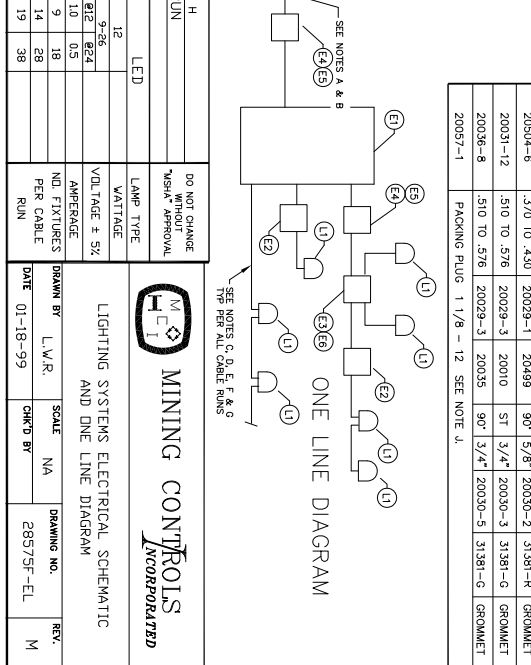 20504-6 .370 TO .430 20029-1 20499 90° 5/8" 20030-2 31381-R GROMMET
20031-12 .510 TO .576 20029-3 20010 ST 3/4" 20030-3 31381-G GROMMET
20036-8 .510 TO .576 20029-3 20035 90° 3/4" 20030-5 31381-G GROMMET
20057-1 PACKING PLUG 1 1/8 - 12 SEE NOTE J.
SEE NOTES A & B
E4
E5
E1
E5
E4
L1
L1
E3
E6
E2
L1
L1
L1
E2
L1
L1
ONE LINE DIAGRAM
SEE NOTES C, D, E, F & G
TYP PER ALL CABLE RUNS
H
UN
DO NOT CHANGE
WITHOUT
"MSHA" APPROVAL
LED LAMP TYPE
12 WATTAGE
9-26 VOLTAGE ± 5%
@12 @24
1.0 0.5 AMPERAGE
9 18 NO. FIXTURES
14 28 PER CABLE
19 38 RUN
MCI
MINING CONTROLS
INCORPORATED
LIGHTING SYSTEMS ELECTRICAL SCHEMATIC
AND ONE LINE DIAGRAM
DRAWN BY L.W.R. SCALE NA DRAWING NO. REV.
DATE 01-18-99 CHK'D BY 28575F-EL M